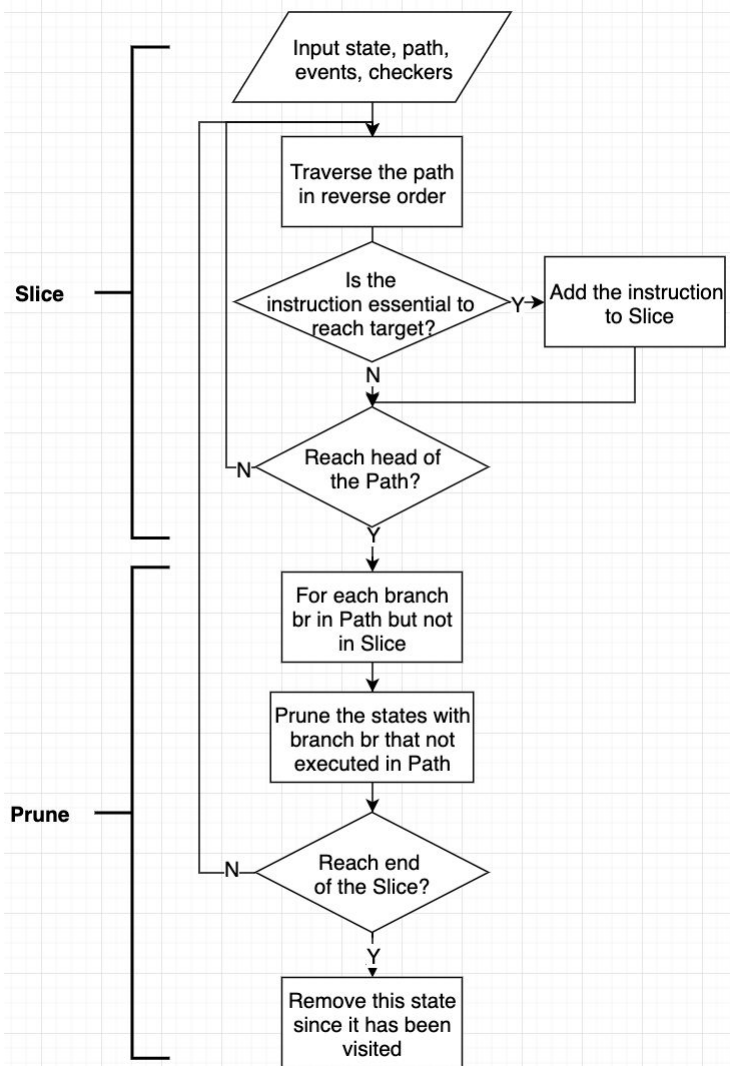 Input state, path,
events, checkers
Traverse the path
in reverse order
Slice
Is the
instruction essential to
reach target?
Y
Add the instruction
to Slice
N
Reach head of
the Path?
N
Y
For each branch
br in Path but not
in Slice
Prune the states with
branch br that not
executed in Path
Prune
Reach end
of the Slice?
N
Y
Remove this state
since it has been
visited